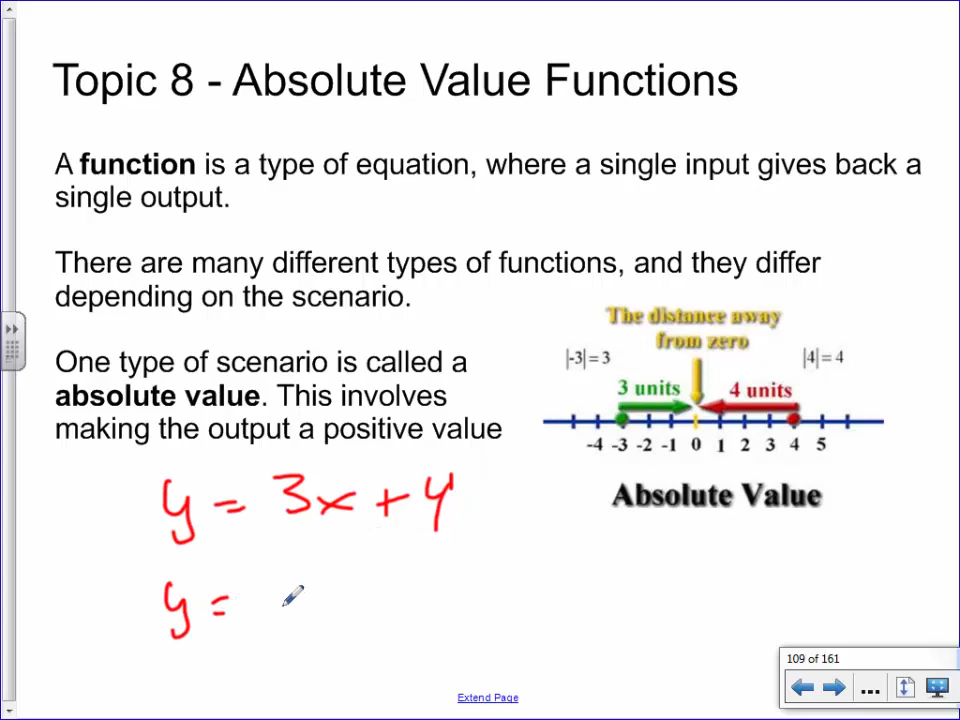 Topic 8 - Absolute Value Functions
A function is a type of equation, where a single input gives back a
single output.
There are many different types of functions, and they differ
depending on the scenario.
One type of scenario is called a
absolute value. This involves
making the output a positive value
The distance away
from zero
|-3|=3
|4|=4
3 units
4 units
-4 -3 -2 -1 0 1 2 3 4 5
Absolute Value
y = 3x + 4
y =
109 of 161
...
Extend Page